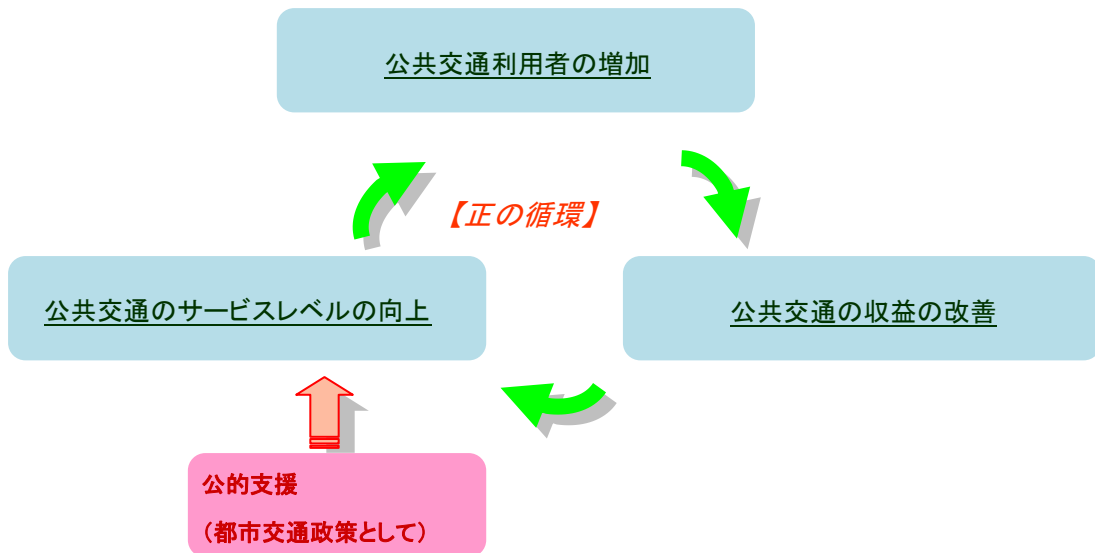 公共交通利用者の増加
【正の循環】
公共交通のサービスレベルの向上
公共交通の収益の改善
公的支援
（都市交通政策として）